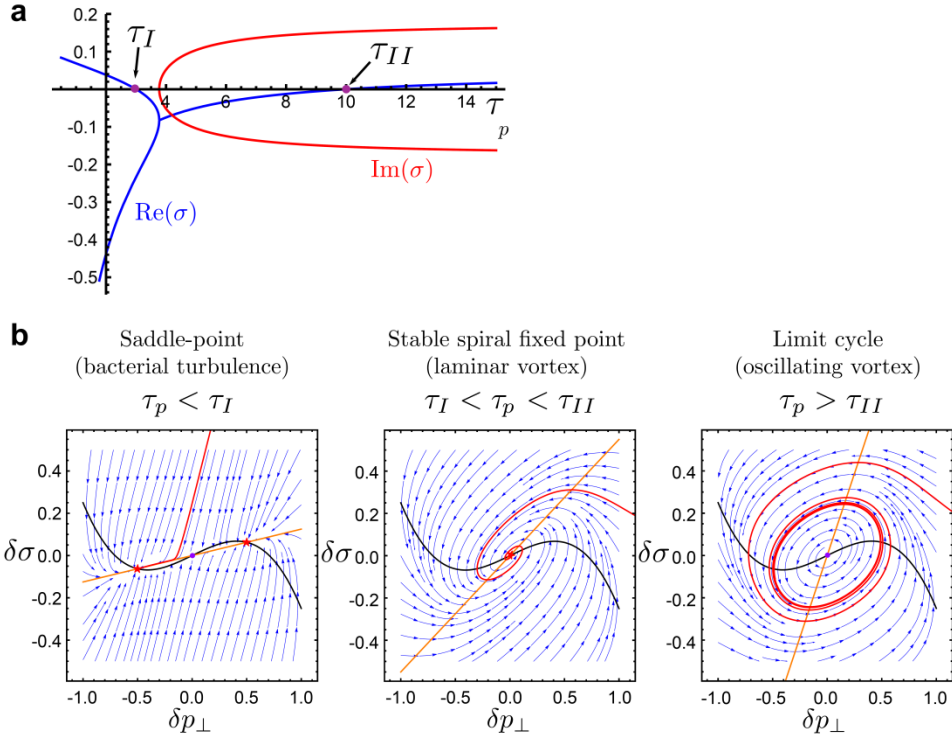 a
0.2
0.1
-0.1
-0.2
-0.3
-0.4
-0.5
4 6 8 10 12 14
τ_I
τ_II
τ_p
Im(σ)
Re(σ)
b
Saddle-point
(bacterial turbulence)
τ_p < τ_I
Stable spiral fixed point
(laminar vortex)
τ_I < τ_p < τ_II
Limit cycle
(oscillating vortex)
τ_p > τ_II
δσ
0.4
0.2
0.0
-0.2
-0.4
-1.0 -0.5 0.0 0.5 1.0
δp⊥
δσ
0.4
0.2
0.0
-0.2
-0.4
-1.0 -0.5 0.0 0.5 1.0
δp⊥
δσ
0.4
0.2
0.0
-0.2
-0.4
-1.0 -0.5 0.0 0.5 1.0
δp⊥